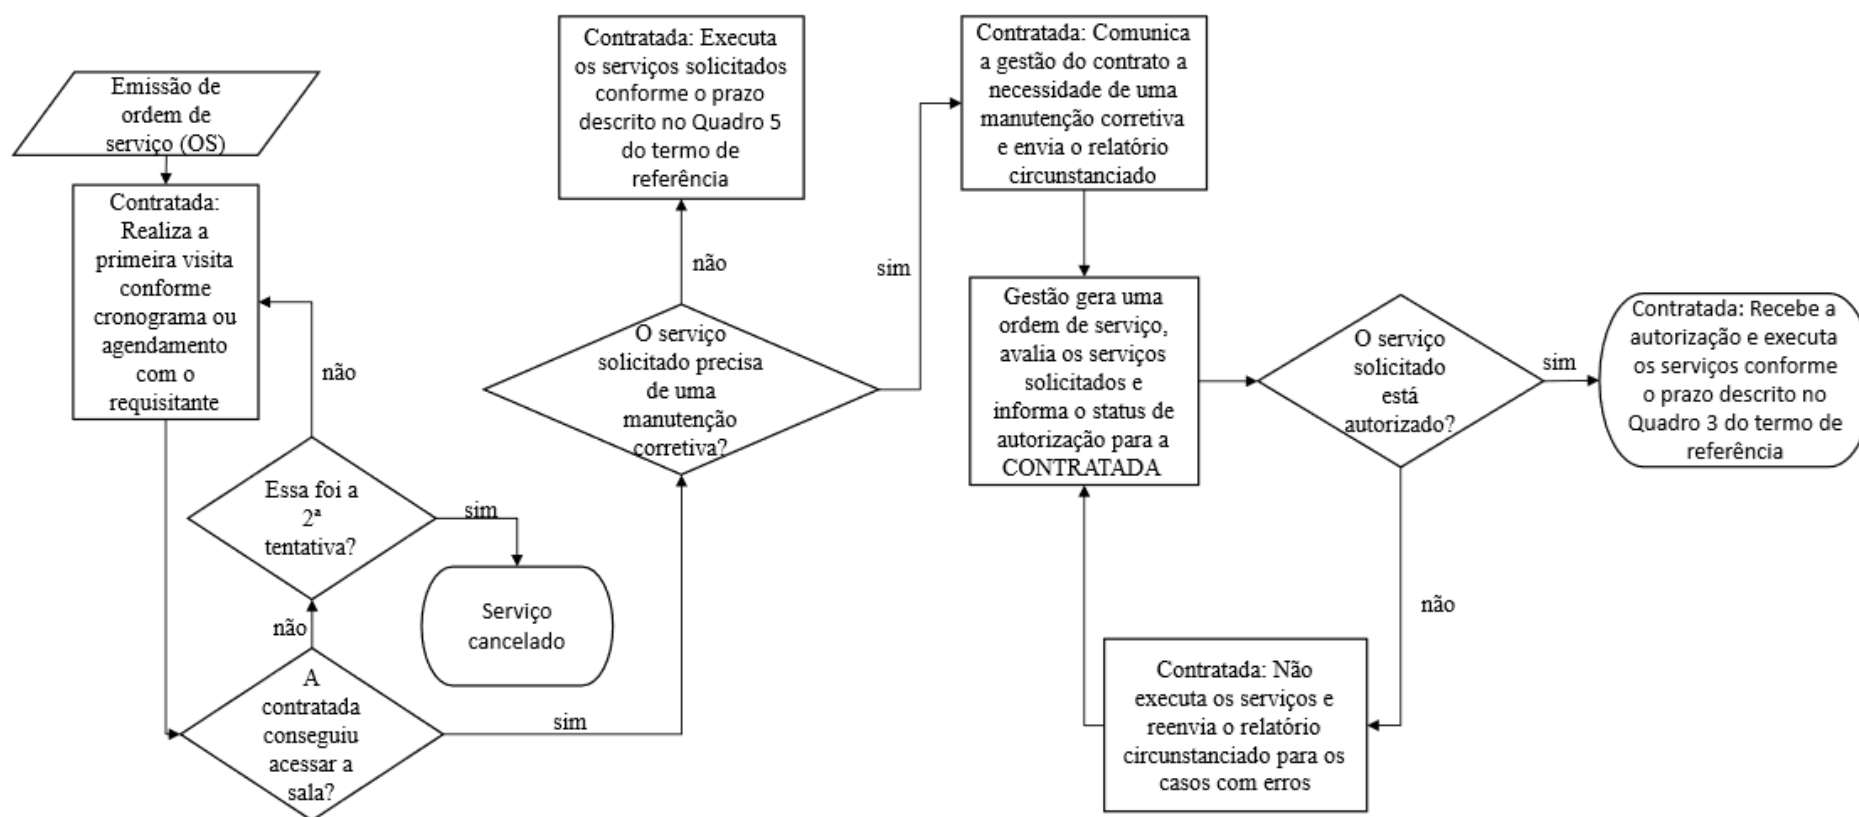 Emissão de
ordem de
serviço (OS)
Contratada:
Realiza a
primeira visita
conforme
cronograma ou
agendamento
com o
requisitante
não
Essa foi a
2ª
tentativa?
sim
Serviço
cancelado
não
A
contratada
conseguiu
acessar a
sala?
sim
Contratada: Executa
os serviços solicitados
conforme o prazo
descrito no Quadro 5
do termo de
referência
não
O serviço
solicitado precisa
de uma
manutenção
corretiva?
sim
Contratada: Comunica
a gestão do contrato a
necessidade de uma
manutenção corretiva
e envia o relatório
circunstanciado
Gestão gera uma
ordem de serviço,
avalia os serviços
solicitados e
informa o status de
autorização para a
CONTRATADA
O serviço
solicitado
está
autorizado?
sim
Contratada: Recebe a
autorização e executa
os serviços conforme
o prazo descrito no
Quadro 3 do termo de
referência
não
Contratada: Não
executa os serviços e
reenvia o relatório
circunstanciado para os
casos com erros